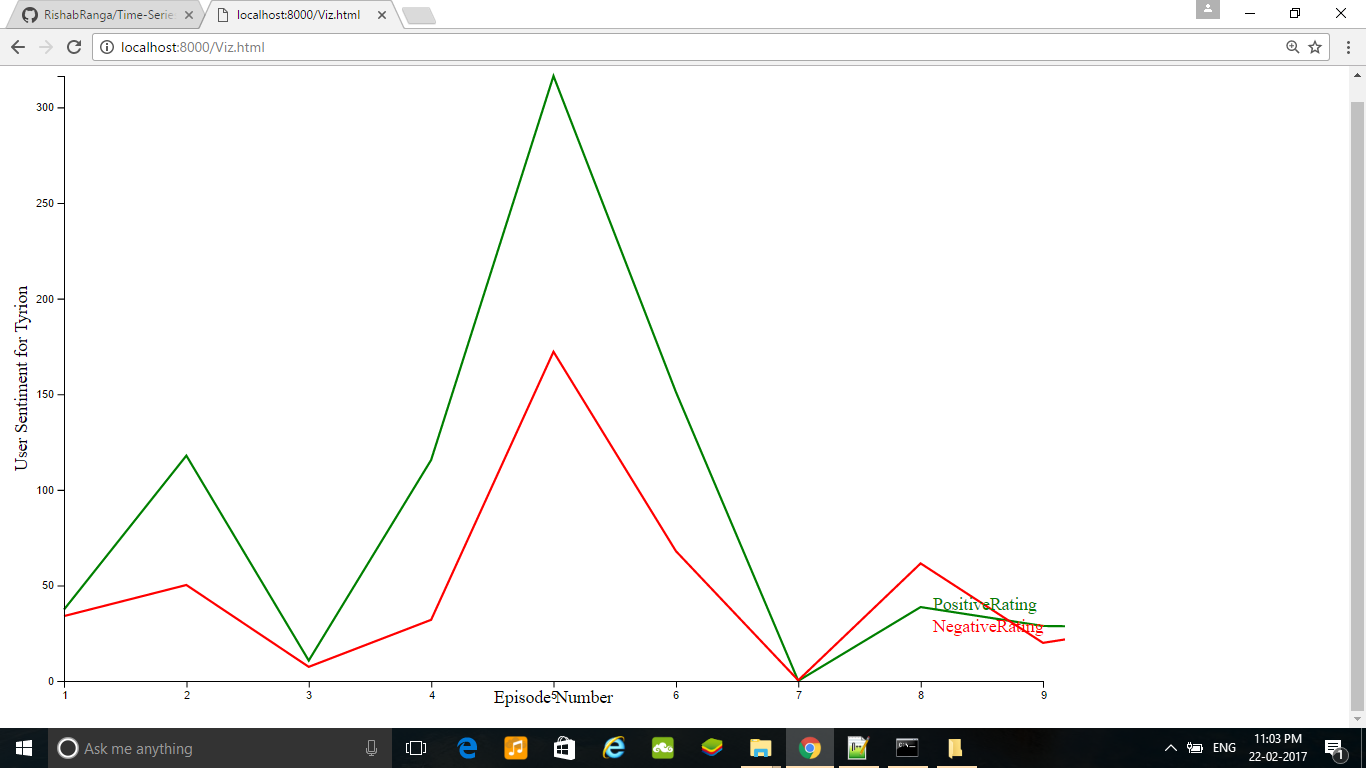 RishabRanga/Time-Serie
localhost:8000/Viz.html
localhost:8000/Viz.html
300
250
200
150
100
50
0
User Sentiment for Tyrion
PositiveRating
NegativeRating
1 2 3 4 5 6 7 8 9
Episode Number
Ask me anything
ENG
11:03 PM
22-02-2017
1